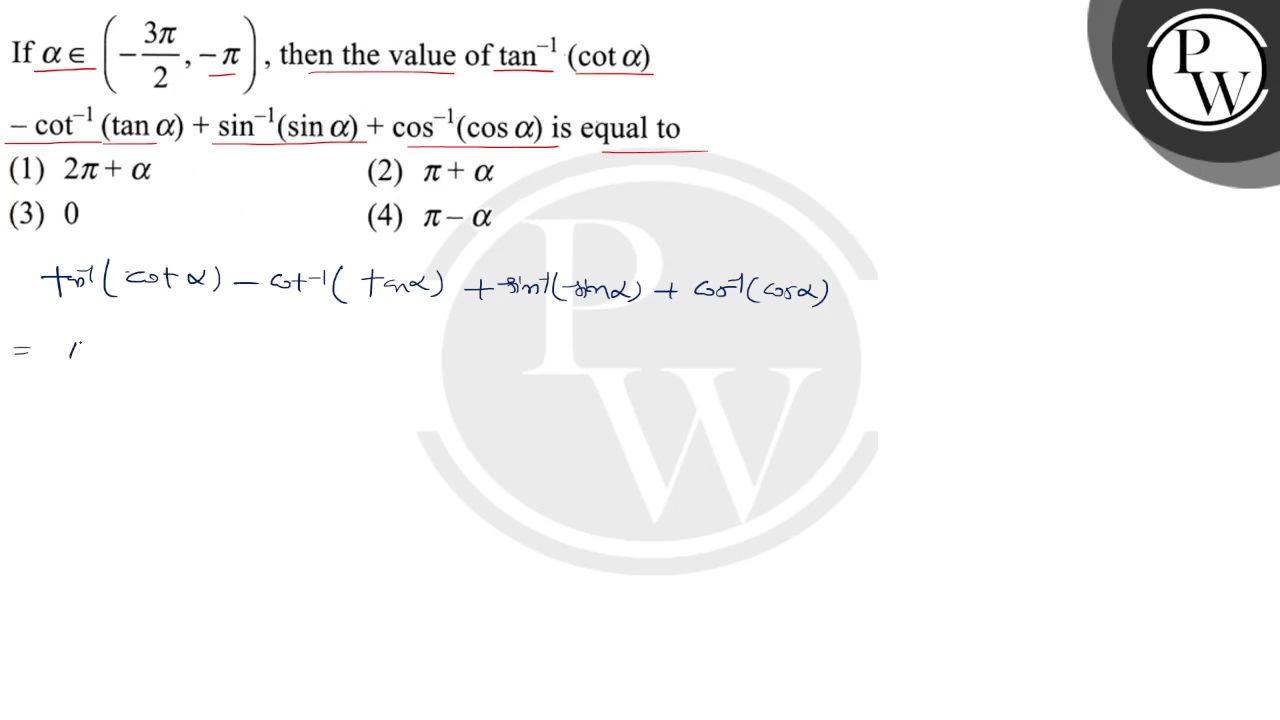 If α ∈ (-3π/2, -π), then the value of tan⁻¹ (cot α)
- cot⁻¹ (tan α) + sin⁻¹(sin α) + cos⁻¹(cos α) is equal to
(1) 2π + α (2) π + α
(3) 0 (4) π - α
tan⁻¹(cot α) - cot⁻¹(tan α) + sin⁻¹(sin α) + cos⁻¹(cos α)
=
P
W
P
W